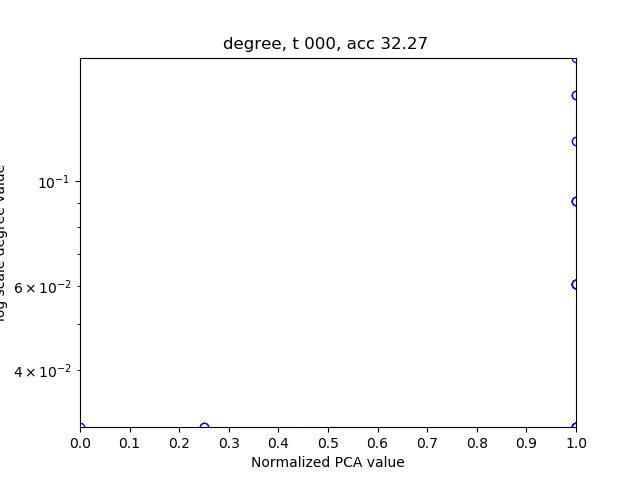 degree, t 000, acc 32.27
log scale degree value
10⁻¹
6 × 10⁻²
4 × 10⁻²
0.0 0.1 0.2 0.3 0.4 0.5 0.6 0.7 0.8 0.9 1.0
Normalized PCA value